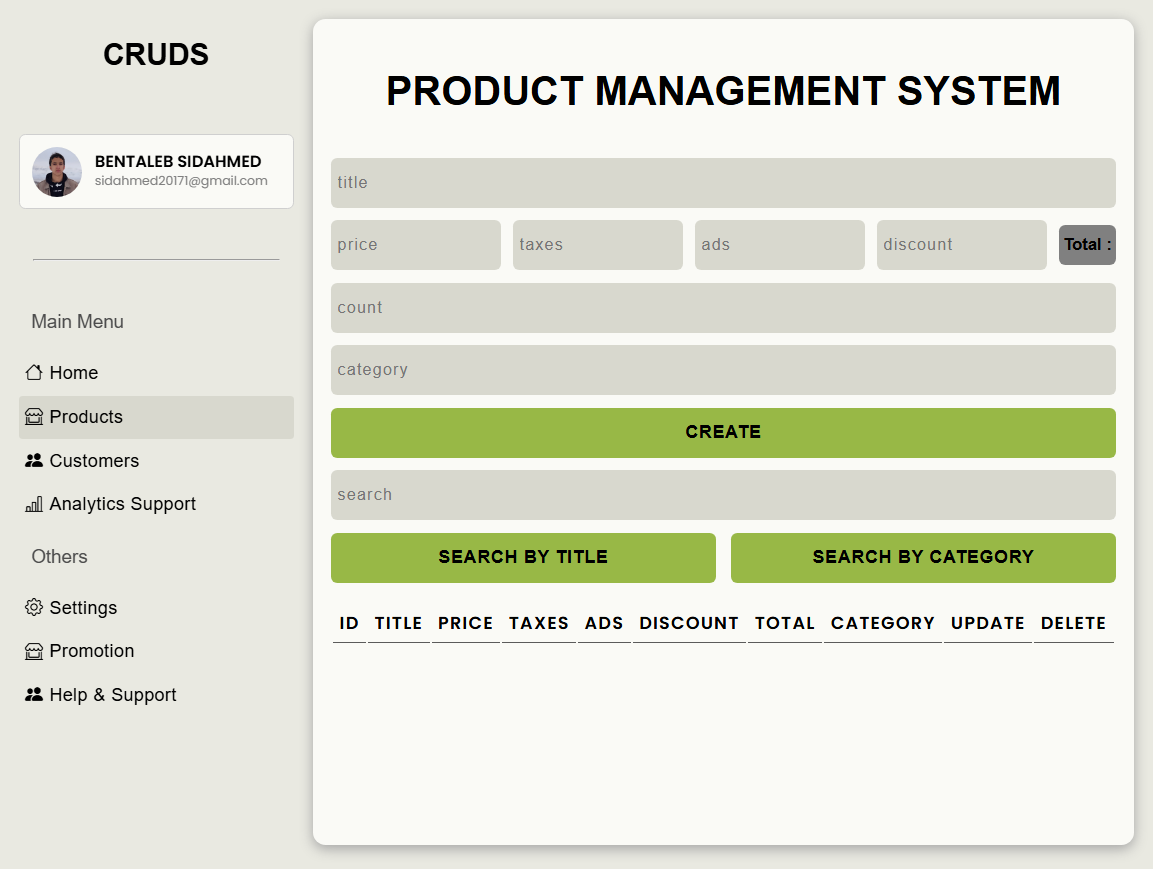 CRUDS
BENTALEB SIDAHMED
sidahmed20171@gmail.com
Main Menu
Home
Products
Customers
Analytics Support
Others
Settings
Promotion
Help & Support
PRODUCT MANAGEMENT SYSTEM
title
price taxes ads discount Total :
count
category
CREATE
search
SEARCH BY TITLE SEARCH BY CATEGORY
ID TITLE PRICE TAXES ADS DISCOUNT TOTAL CATEGORY UPDATE DELETE